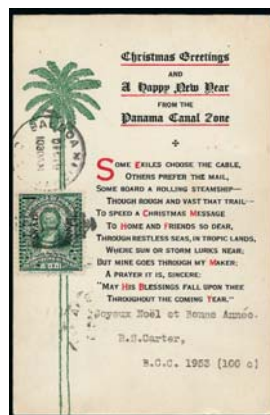 Christmas Greetings
AND
A Happy New Year
FROM THE
Panama Canal Zone
SOME EXILES CHOOSE THE CABLE,
OTHERS PREFER THE MAIL,
SOME BOARD A ROLLING STEAMSHIP—
THOUGH ROUGH AND VAST THAT TRAIL—
TO SPEED A CHRISTMAS MESSAGE
TO HOME AND FRIENDS SO DEAR,
THROUGH RESTLESS SEAS, IN TROPIC LANDS,
WHERE SUN OR STORM LURKS NEAR;
BUT MINE GOES THROUGH MY MAKER;
A PRAYER IT IS, SINCERE:
"MAY HIS BLESSINGS FALL UPON THEE
THROUGHOUT THE COMING YEAR."
Joyeux Noël et Bonne Année.
R.S.Carter,
B.C.C. 1953 (100 c)